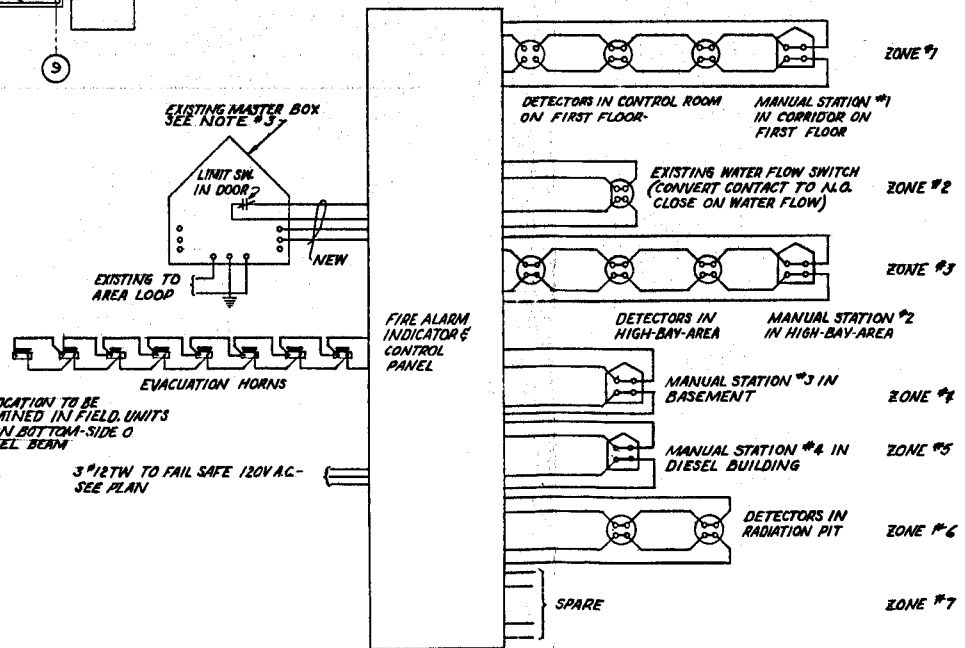 9
EXISTING MASTER BOX
SEE NOTE #3
LIMIT SW.
IN DOOR
NEW
EXISTING TO
AREA LOOP
EVACUATION HORNS
OCATION TO BE
MINED IN FIELD. UNITS
N BOTTOM-SIDE O
EL BEAM
3 #12TW TO FAIL SAFE 120V A.C.-
SEE PLAN
FIRE ALARM
INDICATOR &
CONTROL
PANEL
DETECTORS IN CONTROL ROOM
ON FIRST FLOOR-
MANUAL STATION #1
IN CORRIDOR ON
FIRST FLOOR
ZONE #1
EXISTING WATER FLOW SWITCH
(CONVERT CONTACT TO N.O.
CLOSE ON WATER FLOW)
ZONE #2
DETECTORS IN
HIGH-BAY-AREA
MANUAL STATION #2
IN HIGH-BAY-AREA
ZONE #3
MANUAL STATION #3 IN
BASEMENT
ZONE #4
MANUAL STATION #4 IN
DIESEL BUILDING
ZONE #5
DETECTORS IN
RADIATION PIT
ZONE #6
SPARE
ZONE #7